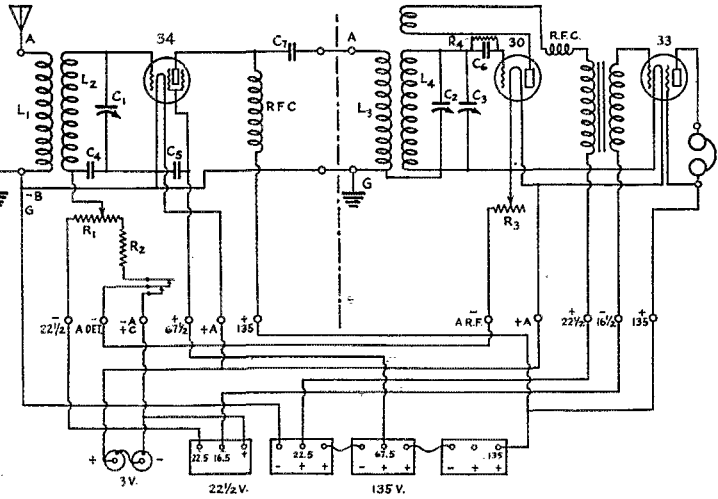 34
30
33
A
C7
A
R4
C6
R.F.C.
L1
L2
C1
RFC
L3
L4
C2
C3
C4
C5
-B
G
G
R1
R2
R3
- 22½
- A DET.
-A +C
+ 67½
+A
+ 135
- A R.F.
+A
+ 22½
- 16½
+ 135
22.5 16.5 +
22.5
67.5
135
- + +
- + +
- + +
+ -
3V.
22½V.
135V.